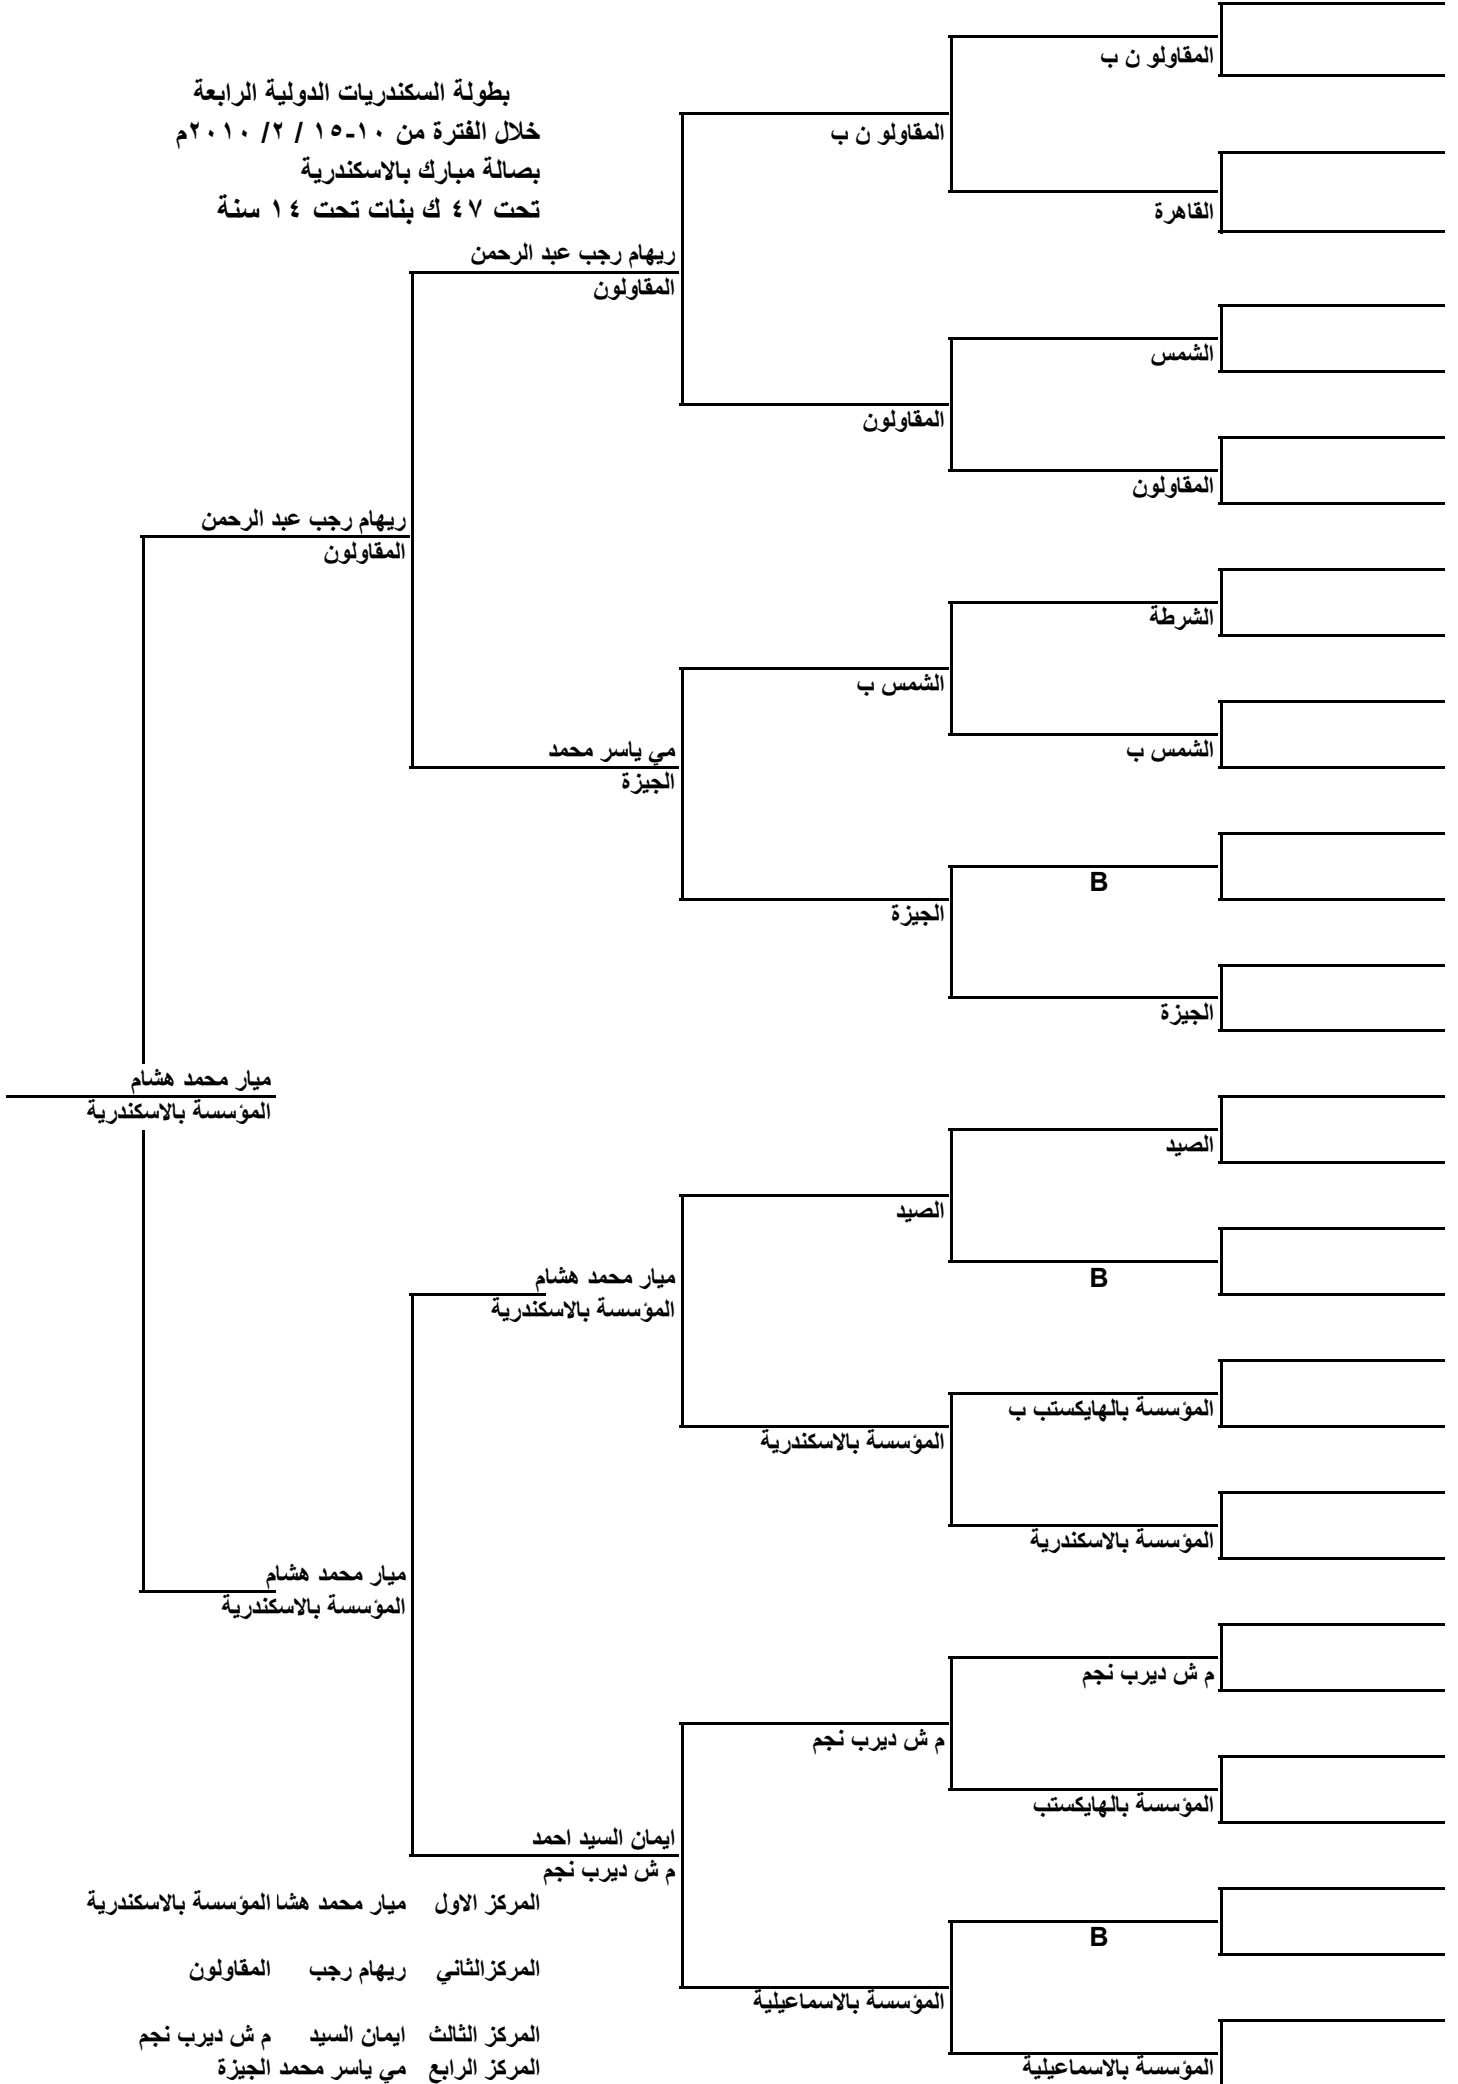 بطولة السكندريات الدولية الرابعة
خلال الفترة من ١٠-١٥ / ٢/ ٢٠١٠م
بصالة مبارك بالاسكندرية
تحت ٤٧ ك بنات تحت ١٤ سنة
المقاولو ن ب
القاهرة
الشمس
المقاولون
الشرطة
الشمس ب
B
الجيزة
الصيد
B
المؤسسة بالهايكستب ب
المؤسسة بالاسكندرية
م ش ديرب نجم
المؤسسة بالهايكستب
B
المؤسسة بالاسماعيلية
المقاولو ن ب
المقاولون
الشمس ب
الجيزة
الصيد
المؤسسة بالاسكندرية
م ش ديرب نجم
المؤسسة بالاسماعيلية
ريهام رجب عبد الرحمن
المقاولون
مي ياسر محمد
الجيزة
ميار محمد هشام
المؤسسة بالاسكندرية
ايمان السيد احمد
م ش ديرب نجم
ريهام رجب عبد الرحمن
المقاولون
ميار محمد هشام
المؤسسة بالاسكندرية
ميار محمد هشام
المؤسسة بالاسكندرية
المركز الاول ميار محمد هشا المؤسسة بالاسكندرية
المركزالثاني ريهام رجب المقاولون
المركز الثالث ايمان السيد م ش ديرب نجم
المركز الرابع مي ياسر محمد الجيزة